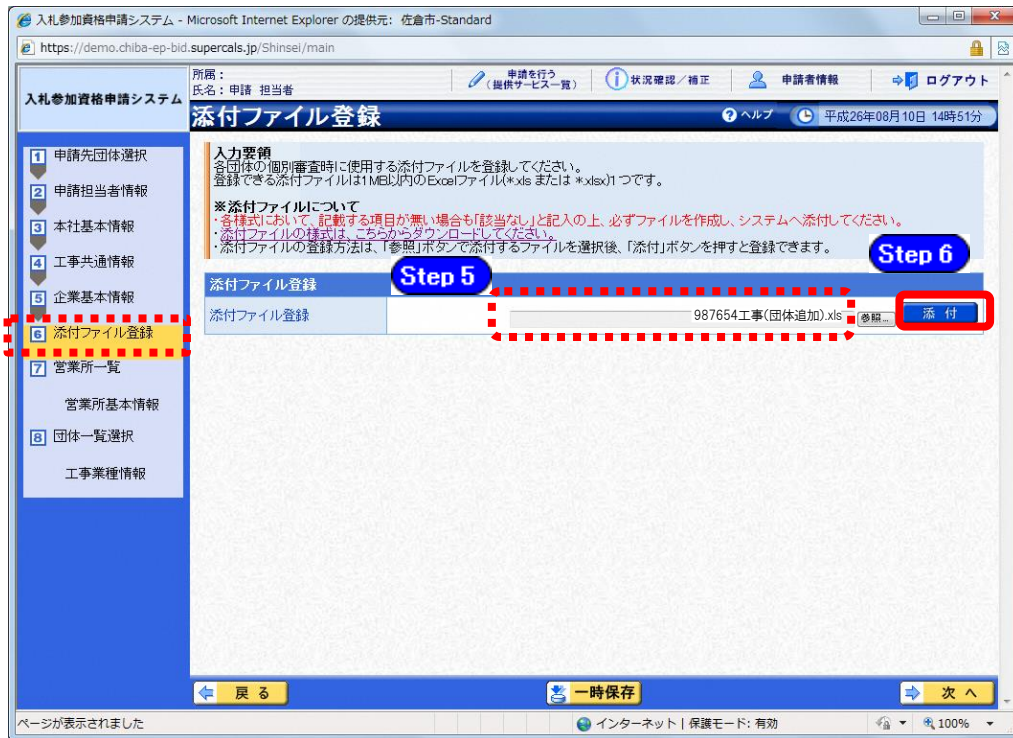 入札参加資格申請システム - Microsoft Internet Explorer の提供元: 佐倉市-Standard
https://demo.chiba-ep-bid.supercals.jp/Shinsei/main
入札参加資格申請システム
所属：
氏名：申請 担当者
申請を行う
(提供サービス一覧)
状況確認／補正
申請者情報
ログアウト
添付ファイル登録
ヘルプ
平成26年08月10日 14時51分
1 申請先団体選択
2 申請担当者情報
3 本社基本情報
4 工事共通情報
5 企業基本情報
6 添付ファイル登録
7 営業所一覧
営業所基本情報
8 団体一覧選択
工事業種情報
入力要領
各団体の個別審査時に使用する添付ファイルを登録してください。
登録できる添付ファイルは1MB以内のExcelファイル(*.xls または *.xlsx)1つです。
※添付ファイルについて
・各様式において、記載する項目が無い場合も「該当なし」と記入の上、必ずファイルを作成し、システムへ添付してください。
・添付ファイルの様式は、こちらからダウンロードしてください。
・添付ファイルの登録方法は、「参照」ボタンで添付するファイルを選択後、「添付」ボタンを押すと登録できます。
Step 5
Step 6
添付ファイル登録
添付ファイル登録
987654工事(団体追加).xls
参照...
添 付
戻 る
一時保存
次 へ
ページが表示されました
インターネット | 保護モード: 有効
100%